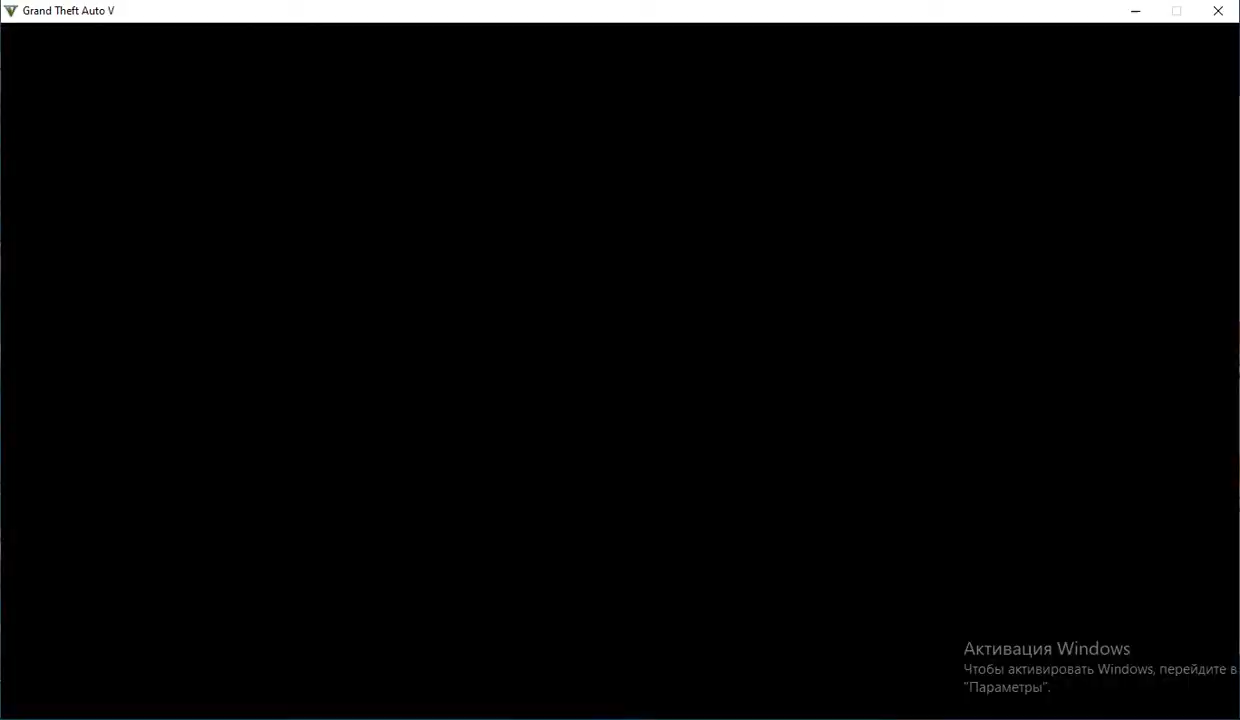 Grand Theft Auto V
Активация Windows
Чтобы активировать Windows, перейдите в
"Параметры".